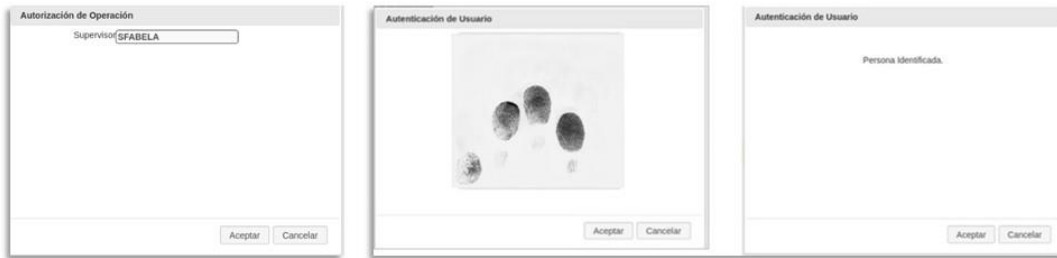 Autorización de Operación
Supervisor SFABELA
Aceptar Cancelar
Autenticación de Usuario
Aceptar Cancelar
Autenticación de Usuario
Persona Identificada.
Aceptar Cancelar